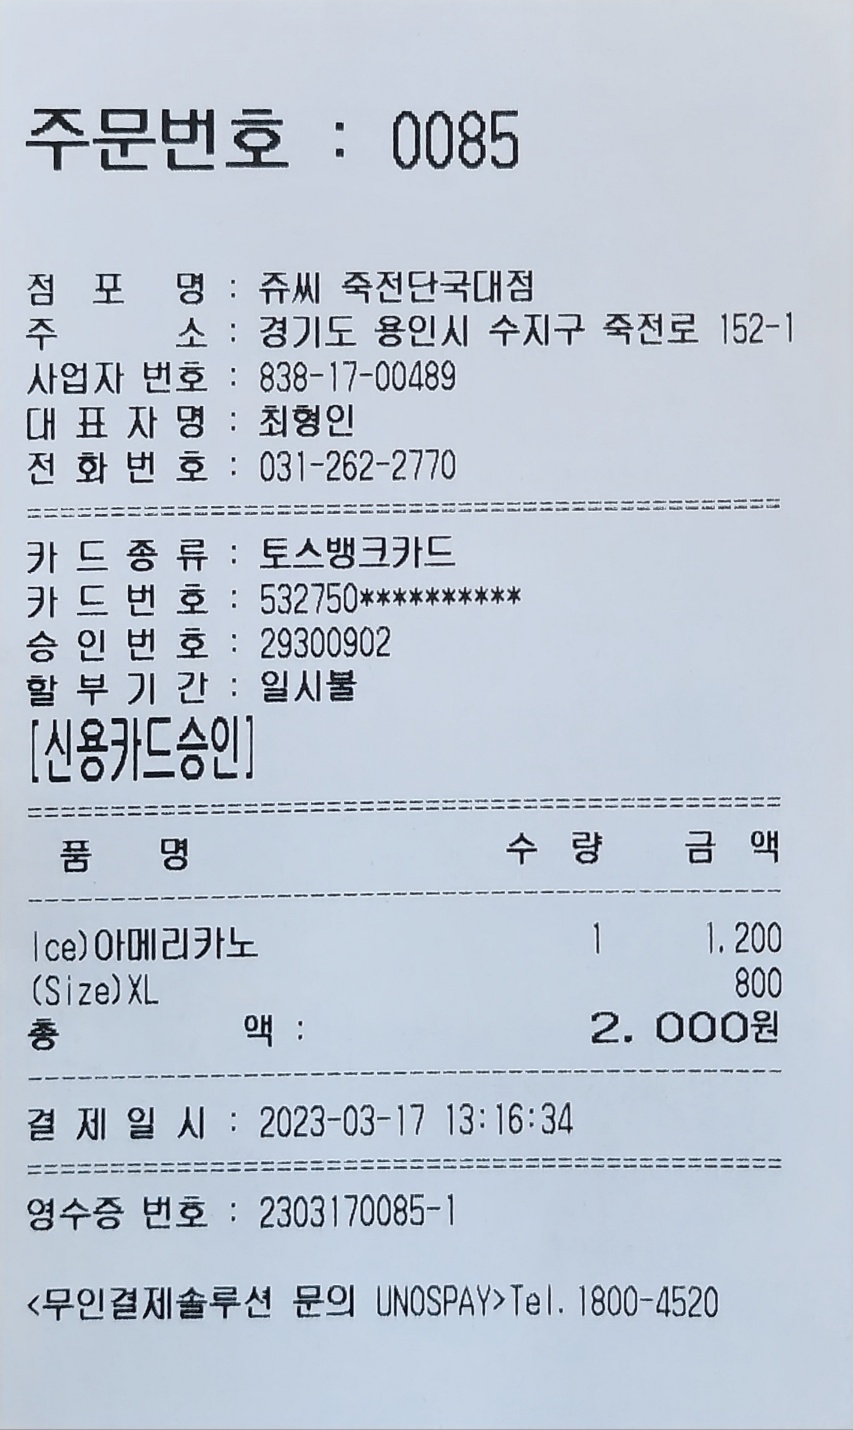 주문번호 : 0085
점 포 명 : 쥬씨 죽전단국대점
주 소 : 경기도 용인시 수지구 죽전로 152-1
사업자 번호 : 838-17-00489
대 표 자 명 : 최형인
전 화 번 호 : 031-262-2770
==============================================
카 드 종 류 : 토스뱅크카드
카 드 번 호 : 532750**********
승 인 번 호 : 29300902
할 부 기 간 : 일시불
[신용카드승인]
==============================================
품 명 수 량 금 액
----------------------------------------------
Ice)아메리카노 1 1,200
(Size)XL 800
총 액 : 2,000원
----------------------------------------------
결 제 일 시 : 2023-03-17 13:16:34
==============================================
영수증 번호 : 2303170085-1
<무인결제솔루션 문의 UNOSPAY>Tel.1800-4520